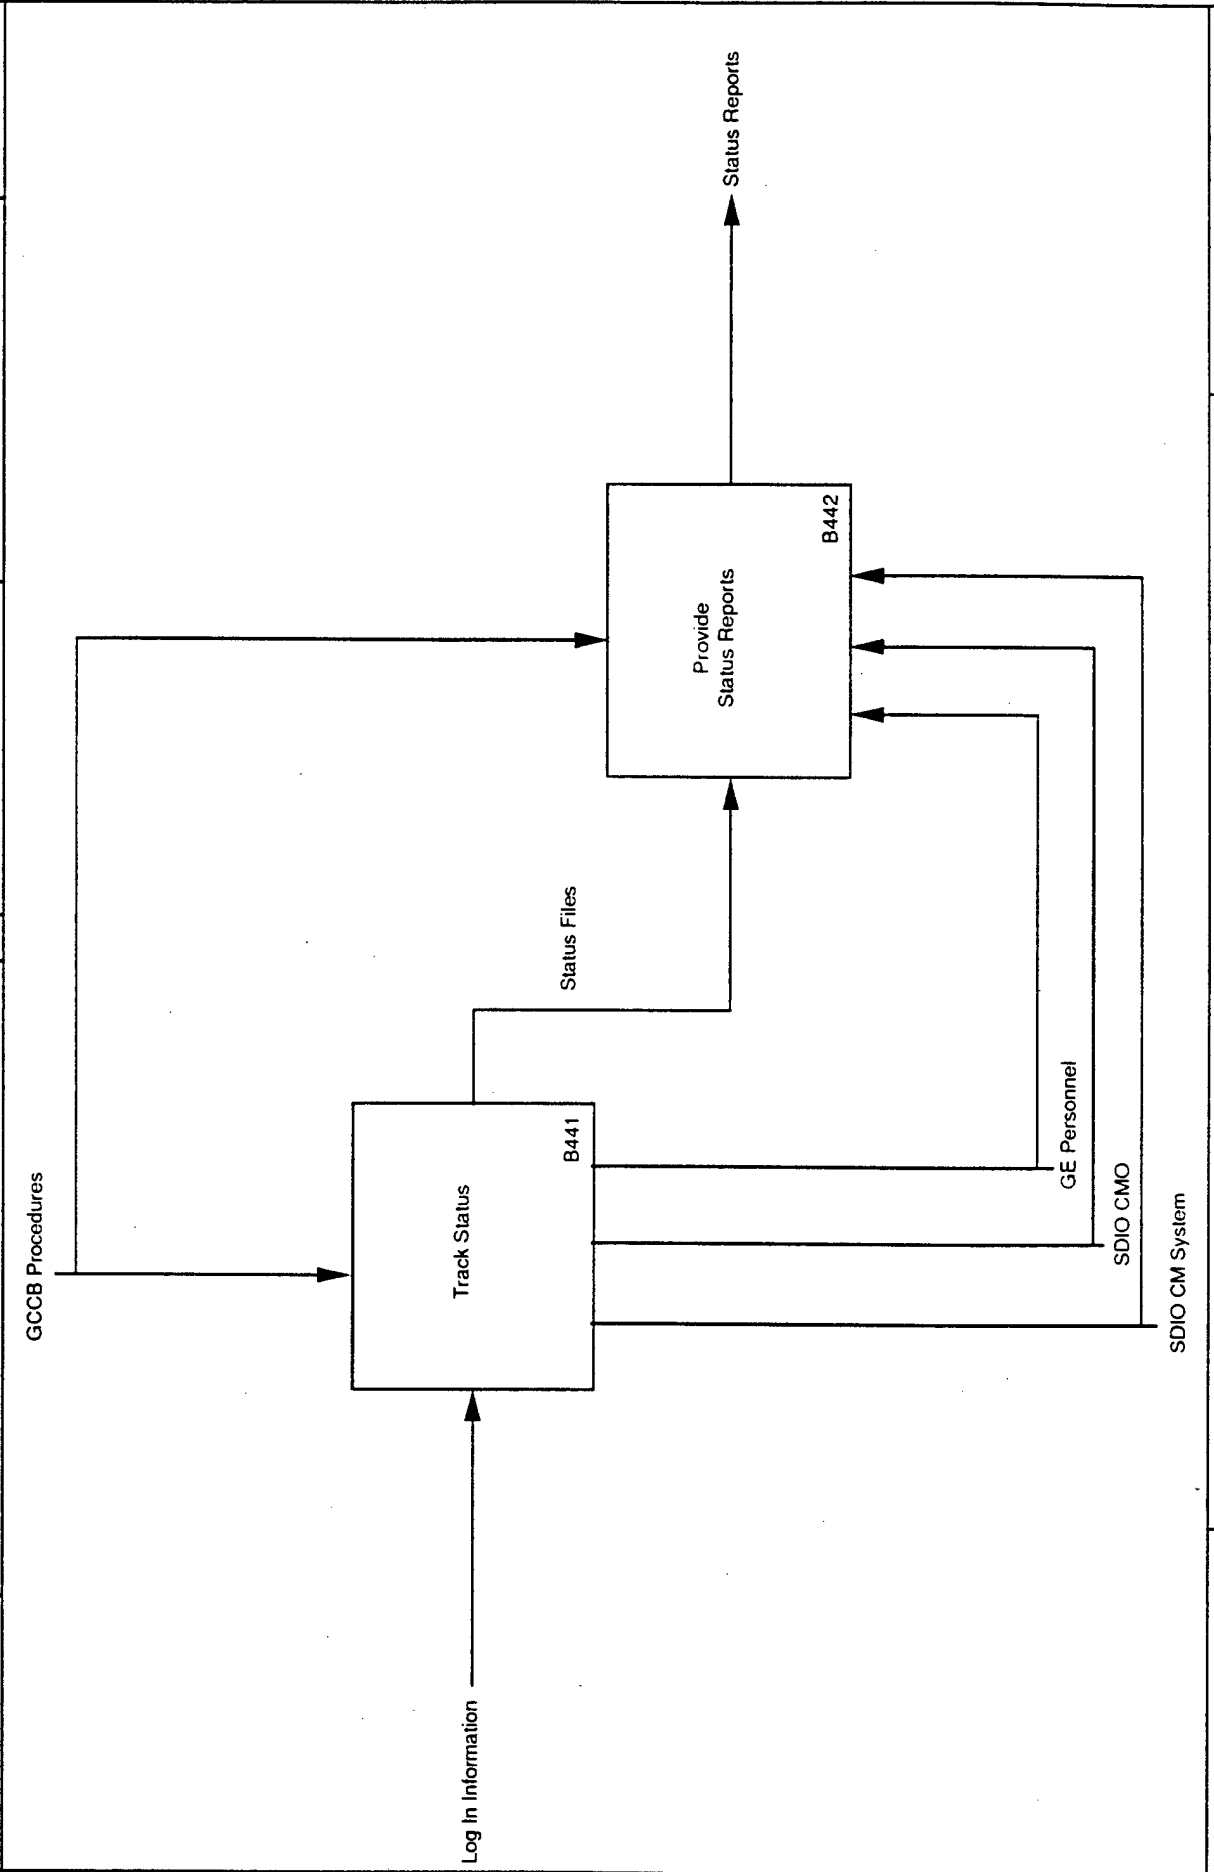 GCCB Procedures
Log In Information
Track Status
B441
Status Files
Provide
Status Reports
B442
Status Reports
GE Personnel
SDIO CMO
SDIO CM System